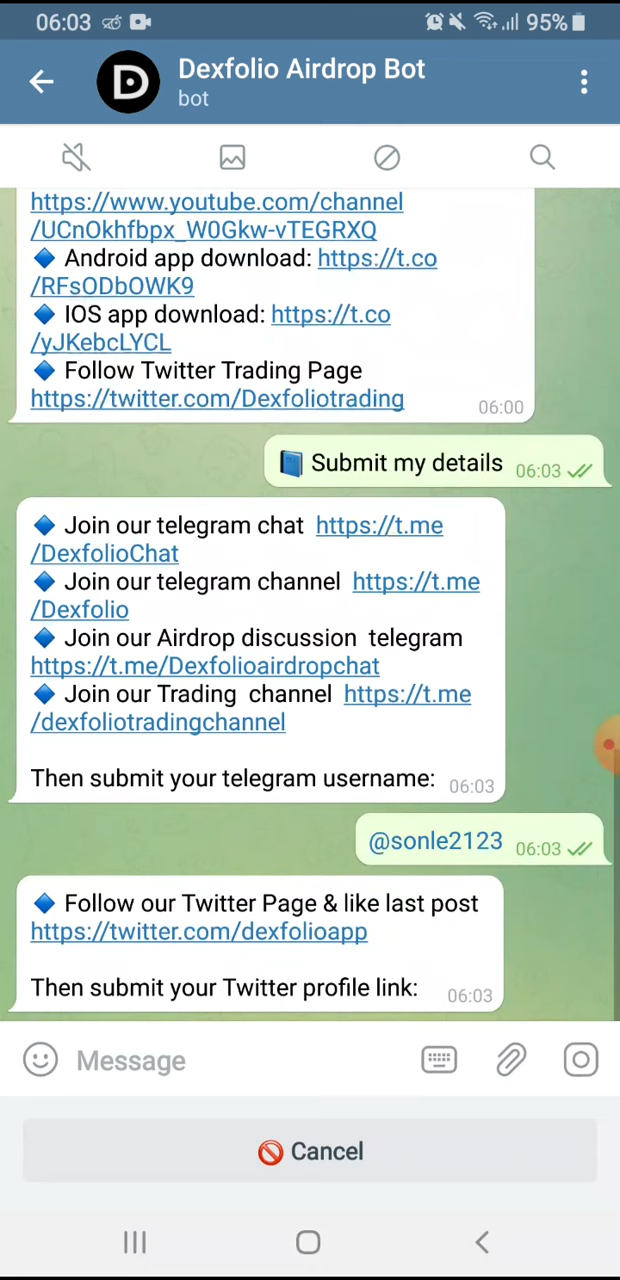 06:03 95%
Dexfolio Airdrop Bot
bot
https://www.youtube.com/channel
/UCnOkhfbpx_W0Gkw-vTEGRXQ
🔹 Android app download: https://t.co
/RFsODbOWK9
🔹 IOS app download: https://t.co
/yJKebcLYCL
🔹 Follow Twitter Trading Page
https://twitter.com/Dexfoliotrading 06:00
📘 Submit my details 06:03
🔹 Join our telegram chat https://t.me
/DexfolioChat
🔹 Join our telegram channel https://t.me
/Dexfolio
🔹 Join our Airdrop discussion telegram
https://t.me/Dexfolioairdropchat
🔹 Join our Trading channel https://t.me
/dexfoliotradingchannel
Then submit your telegram username: 06:03
@sonle2123 06:03
🔹 Follow our Twitter Page & like last post
https://twitter.com/dexfolioapp
Then submit your Twitter profile link: 06:03
Message
🚫 Cancel